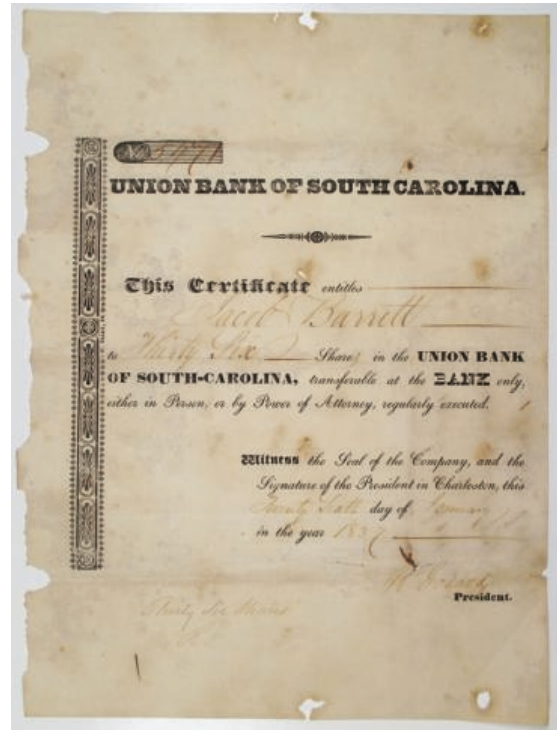 UNION BANK OF SOUTH CAROLINA.
This Certificate entitles
Jacob Barrett
to Thirty Six Shares in the UNION BANK
OF SOUTH-CAROLINA, transferable at the BANK only,
either in Person, or by Power of Attorney, regularly executed.
Witness the Seal of the Company, and the
Signature of the President in Charleston, this
Twenty Sixth day of January
in the year 183
President.
Thirty Six Shares